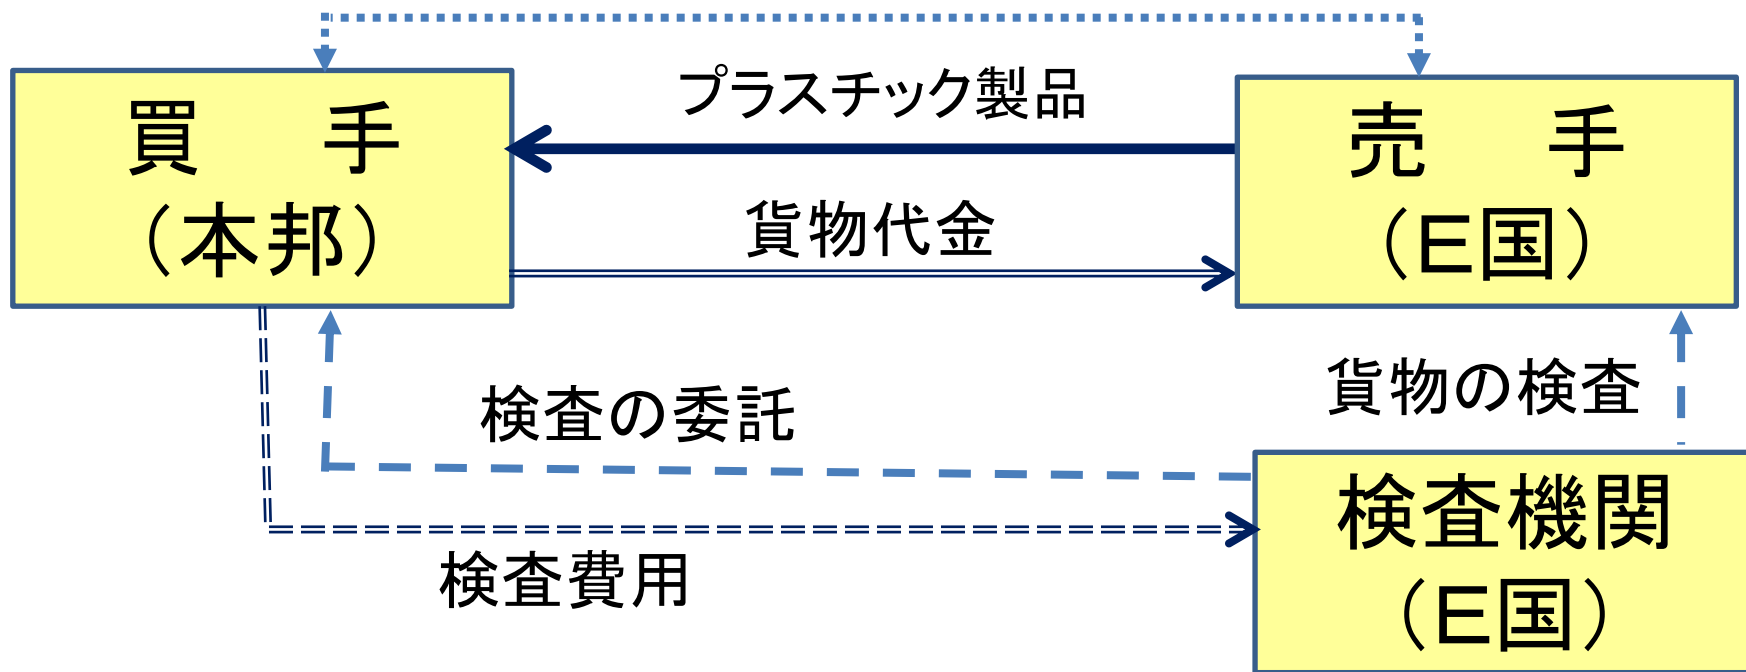 プラスチック製品
買　手
（本邦）
売　手
（E国）
貨物代金
検査の委託
貨物の検査
検査機関
（E国）
検査費用